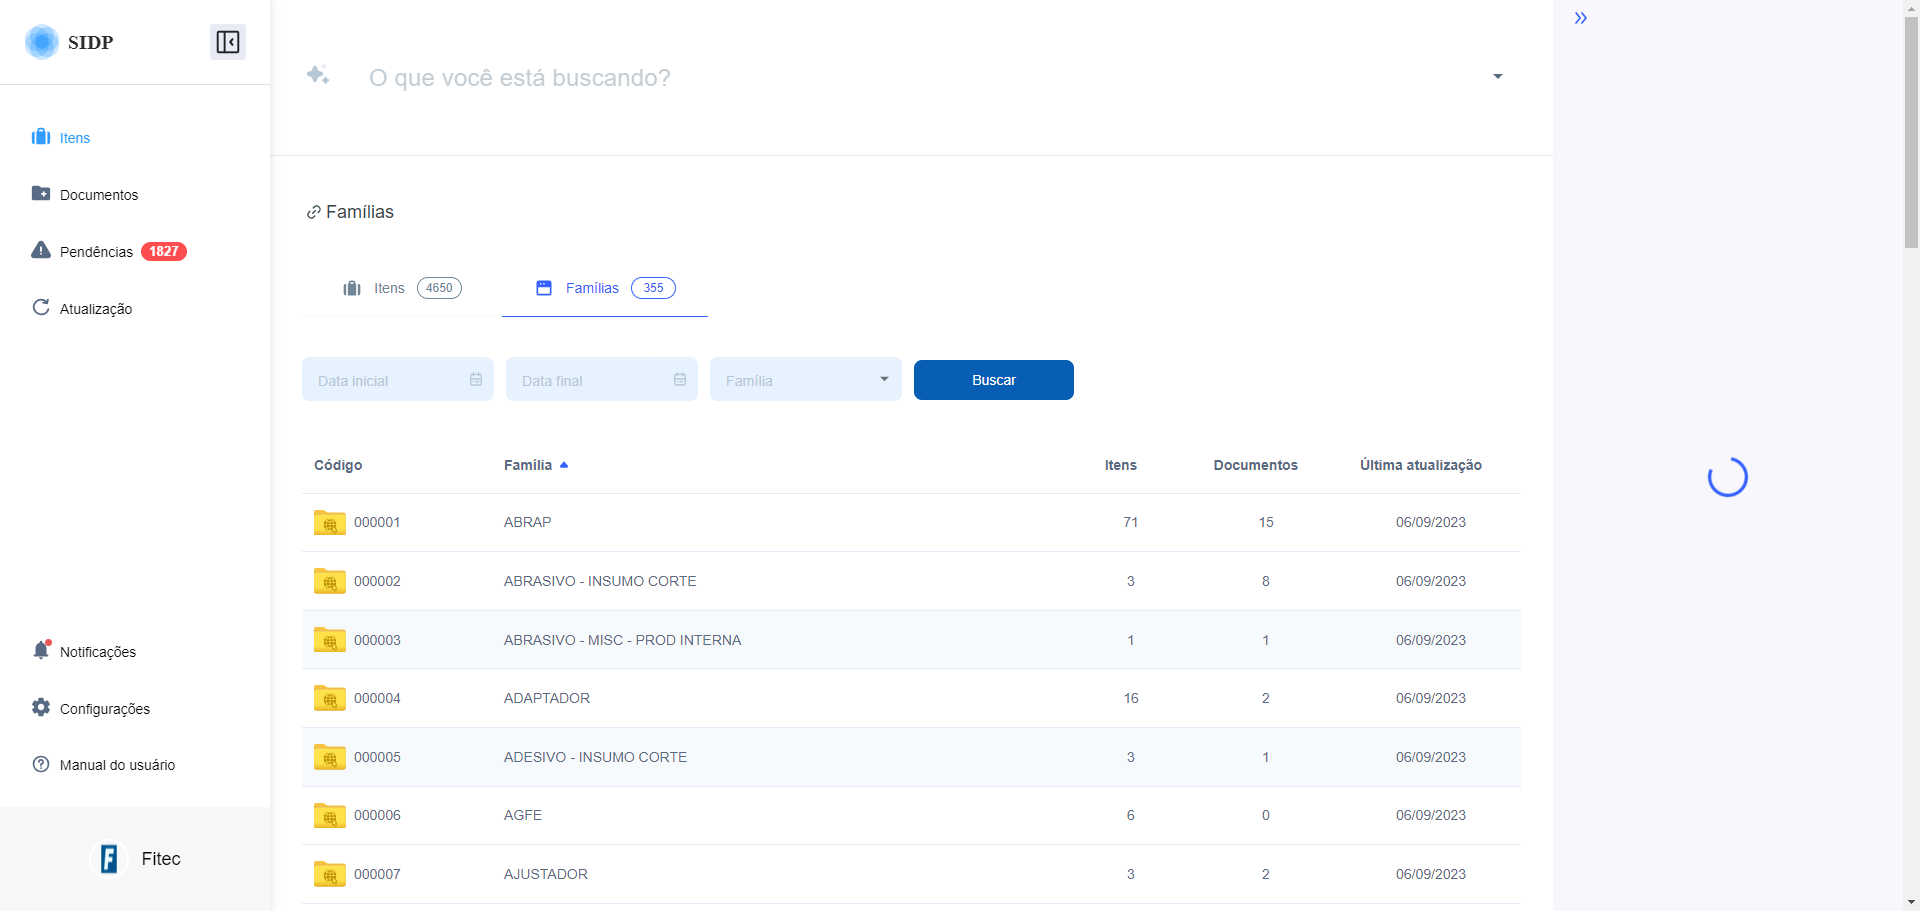 SIDP
Itens
Documentos
Pendências 1827
Atualização
Notificações
Configurações
Manual do usuário
Fitec
O que você está buscando?
Famílias
Itens 4650
Famílias 355
Data inicial
Data final
Família
Buscar
Código Família Itens Documentos Última atualização
000001 ABRAP 71 15 06/09/2023
000002 ABRASIVO - INSUMO CORTE 3 8 06/09/2023
000003 ABRASIVO - MISC - PROD INTERNA 1 1 06/09/2023
000004 ADAPTADOR 16 2 06/09/2023
000005 ADESIVO - INSUMO CORTE 3 1 06/09/2023
000006 AGFE 6 0 06/09/2023
000007 AJUSTADOR 3 2 06/09/2023